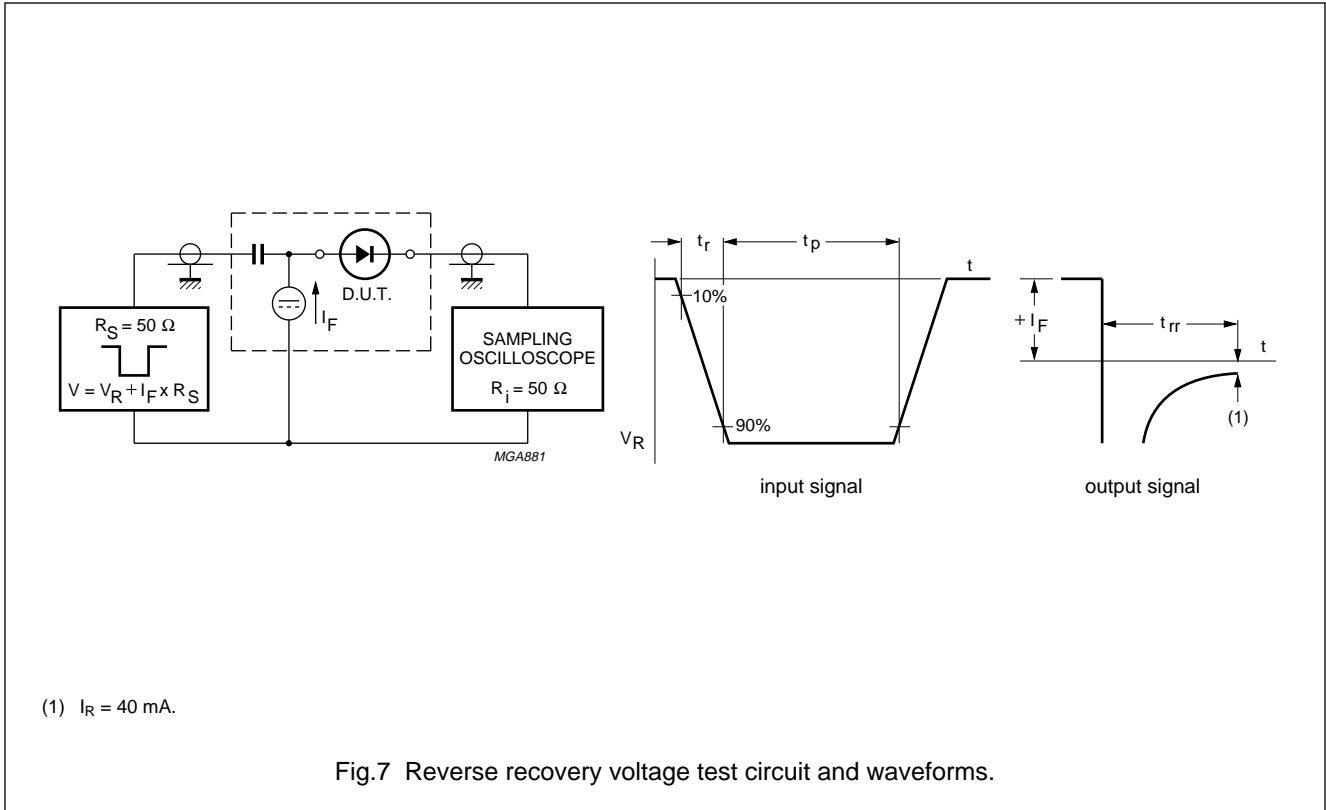 R_S = 50 Ω
V = V_R + I_F x R_S
I_F
D.U.T.
SAMPLING
OSCILLOSCOPE
R_i = 50 Ω
MGA881
t_r
t_p
t
10%
90%
V_R
input signal
+ I_F
t_rr
t
(1)
output signal
(1) I_R = 40 mA.
Fig.7 Reverse recovery voltage test circuit and waveforms.